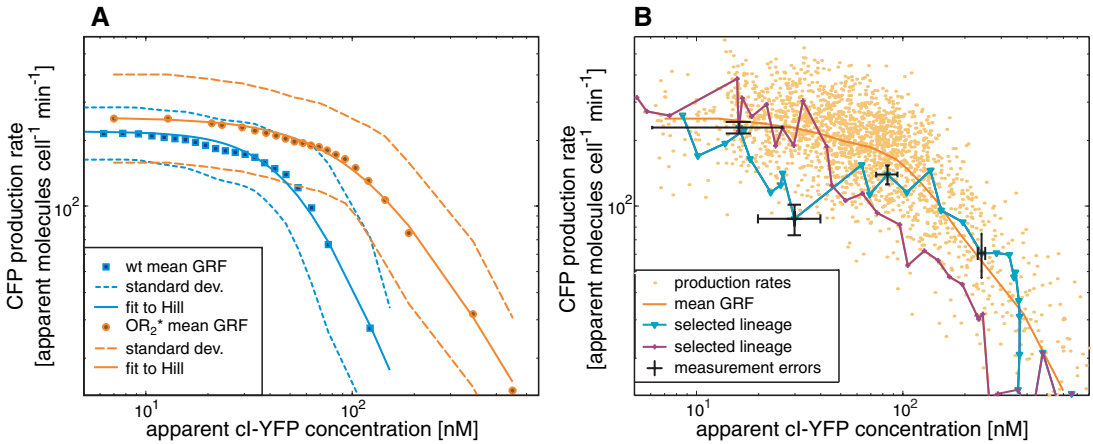 A
CFP production rate
[apparent molecules cell⁻¹ min⁻¹]
10²
wt mean GRF
standard dev.
fit to Hill
OR₂* mean GRF
standard dev.
fit to Hill
10¹
10²
apparent cI-YFP concentration [nM]
B
CFP production rate
[apparent molecules cell⁻¹ min⁻¹]
10²
production rates
mean GRF
selected lineage
selected lineage
measurement errors
10¹
10²
apparent cI-YFP concentration [nM]